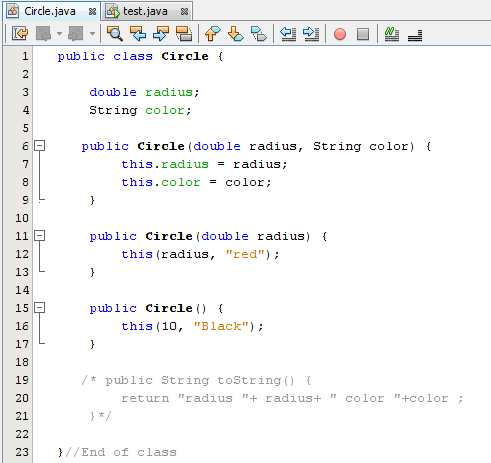 Circle.java test.java
1 public class Circle {
2
3 double radius;
4 String color;
5
6 public Circle(double radius, String color) {
7 this.radius = radius;
8 this.color = color;
9 }
10
11 public Circle(double radius) {
12 this(radius, "red");
13 }
14
15 public Circle() {
16 this(10, "Black");
17 }
18
19 /* public String toString() {
20 return "radius "+ radius+ " color "+color ;
21 }*/
22
23 }//End of class